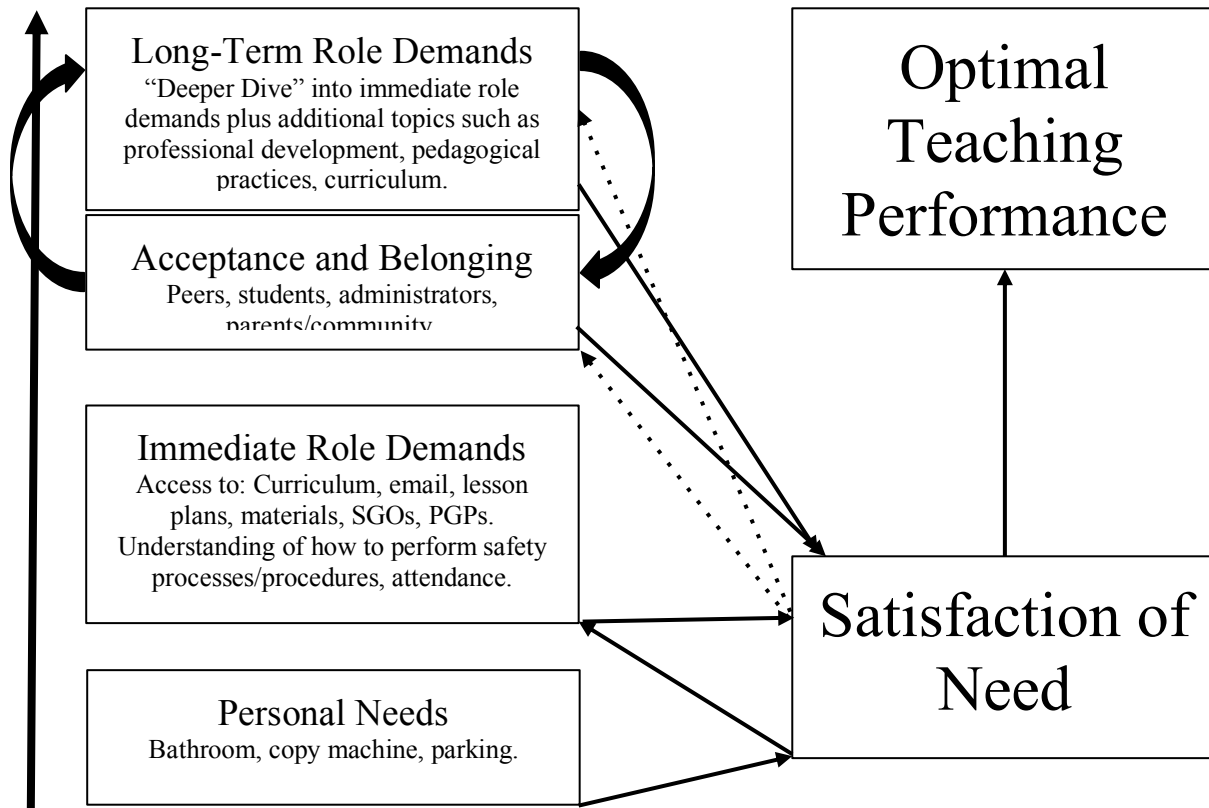 Long-Term Role Demands
“Deeper Dive” into immediate role
demands plus additional topics such as
professional development, pedagogical
practices, curriculum.
Acceptance and Belonging
Peers, students, administrators,
parents/community
Immediate Role Demands
Access to: Curriculum, email, lesson
plans, materials, SGOs, PGPs.
Understanding of how to perform safety
processes/procedures, attendance.
Personal Needs
Bathroom, copy machine, parking.
Optimal
Teaching
Performance
Satisfaction of
Need